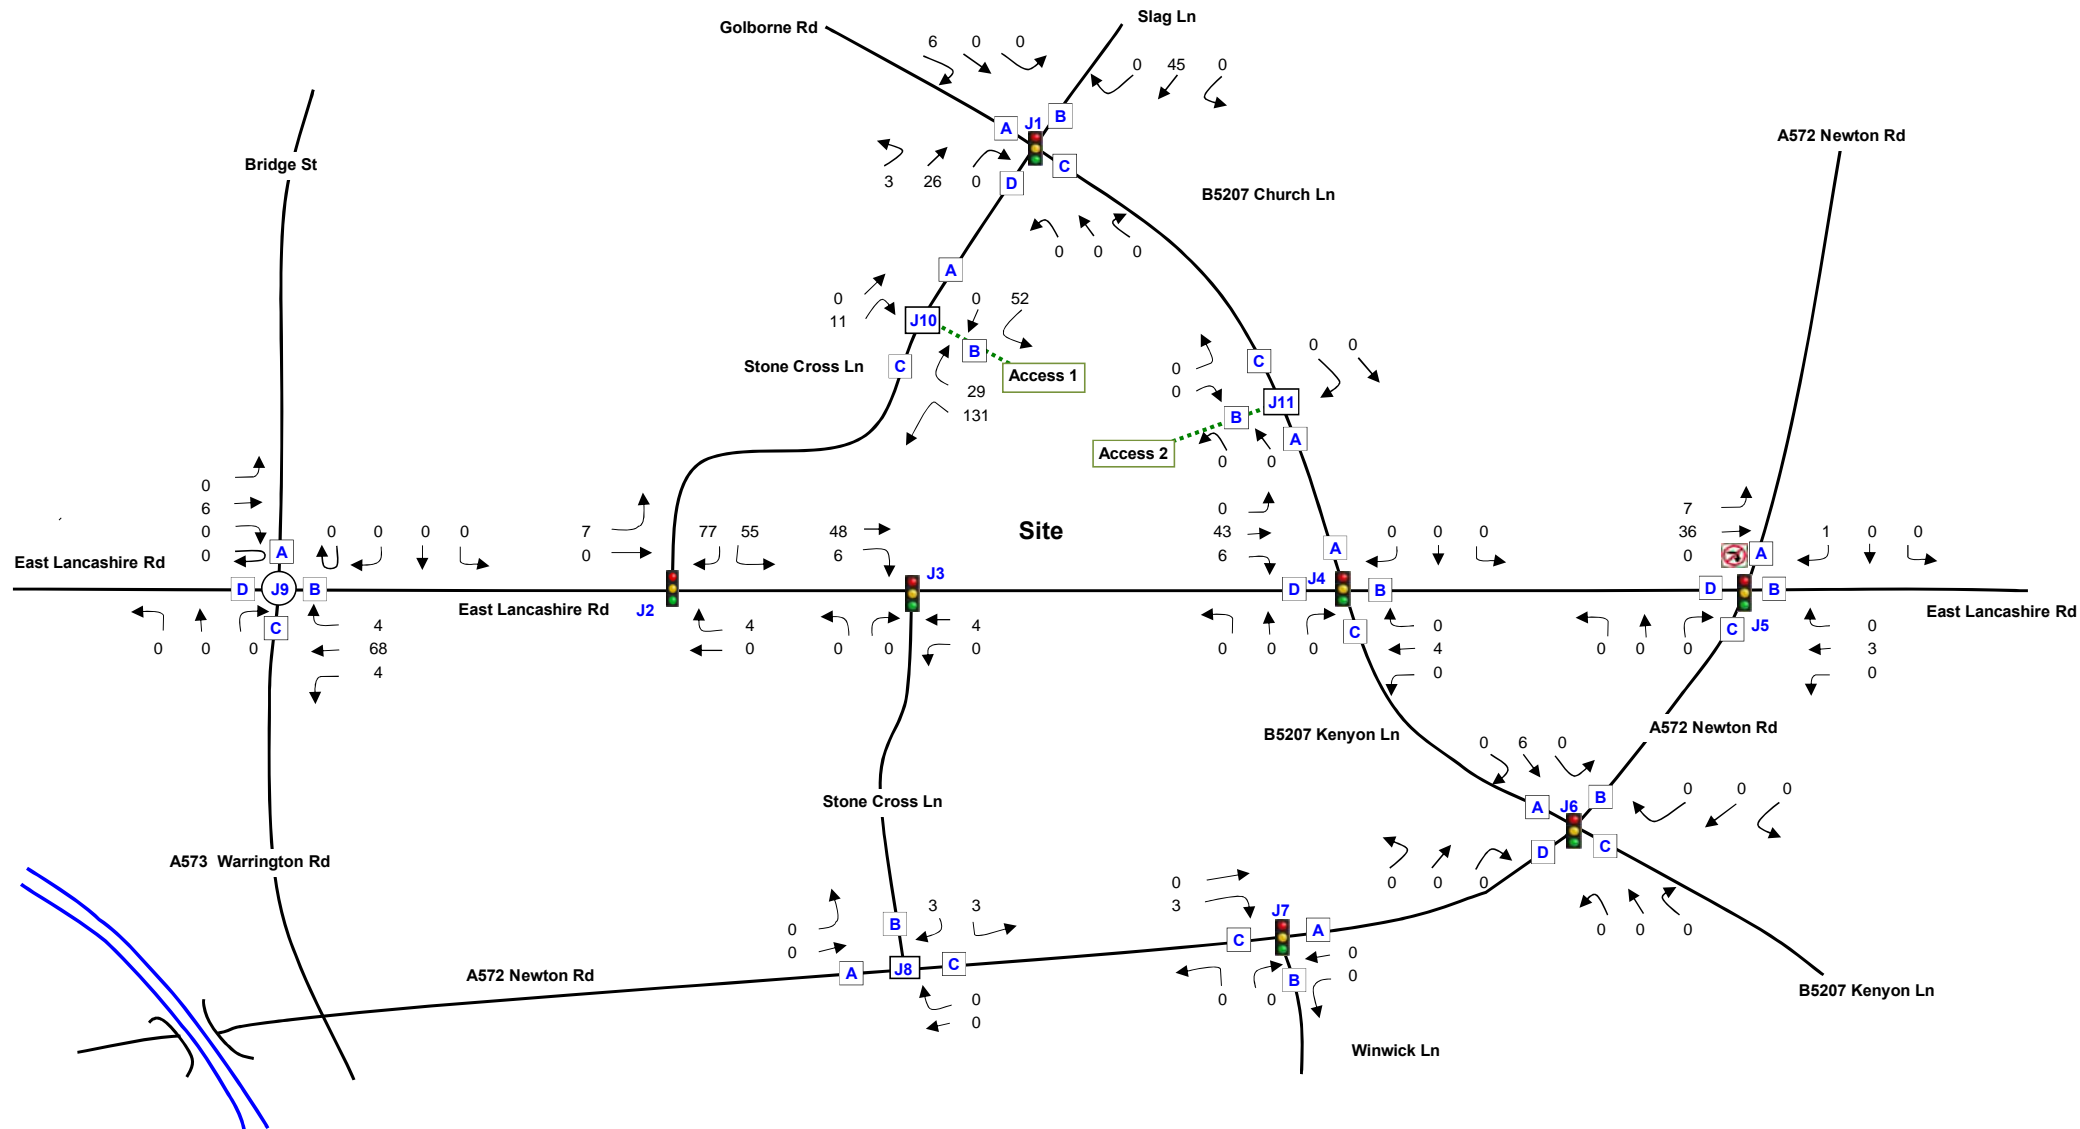 Golborne Rd
Slag Ln
6 0 0
0 45 0
A
J1
B
C
D
3 26 0
0 0 0
A572 Newton Rd
Bridge St
B5207 Church Ln
A
0
11
J10
0 52
B
C
Stone Cross Ln
Access 1
29
131
0
0
C
0 0
J11
B
A
Access 2
0 0
0
6
0
0
0 0 0 0
A
East Lancashire Rd
D
J9
B
C
0 0 0
4
68
4
East Lancashire Rd
7
0
77 55
J2
4
0
48
6
Site
J3
0 0
4
0
0
43
6
A
0 0 0
D
J4
B
C
0 0 0
0
4
0
7
36
0
A
1 0 0
D
B
C
J5
0 0 0
0
3
0
East Lancashire Rd
B5207 Kenyon Ln
A572 Newton Rd
0 6 0
0 0 0
A
J6
B
D
C
0 0 0
0 0 0
Stone Cross Ln
A573 Warrington Rd
0
3
J7
C
A
B
0
0
0 0
0
0
B
3 3
A
J8
C
0
0
A572 Newton Rd
B5207 Kenyon Ln
Winwick Ln